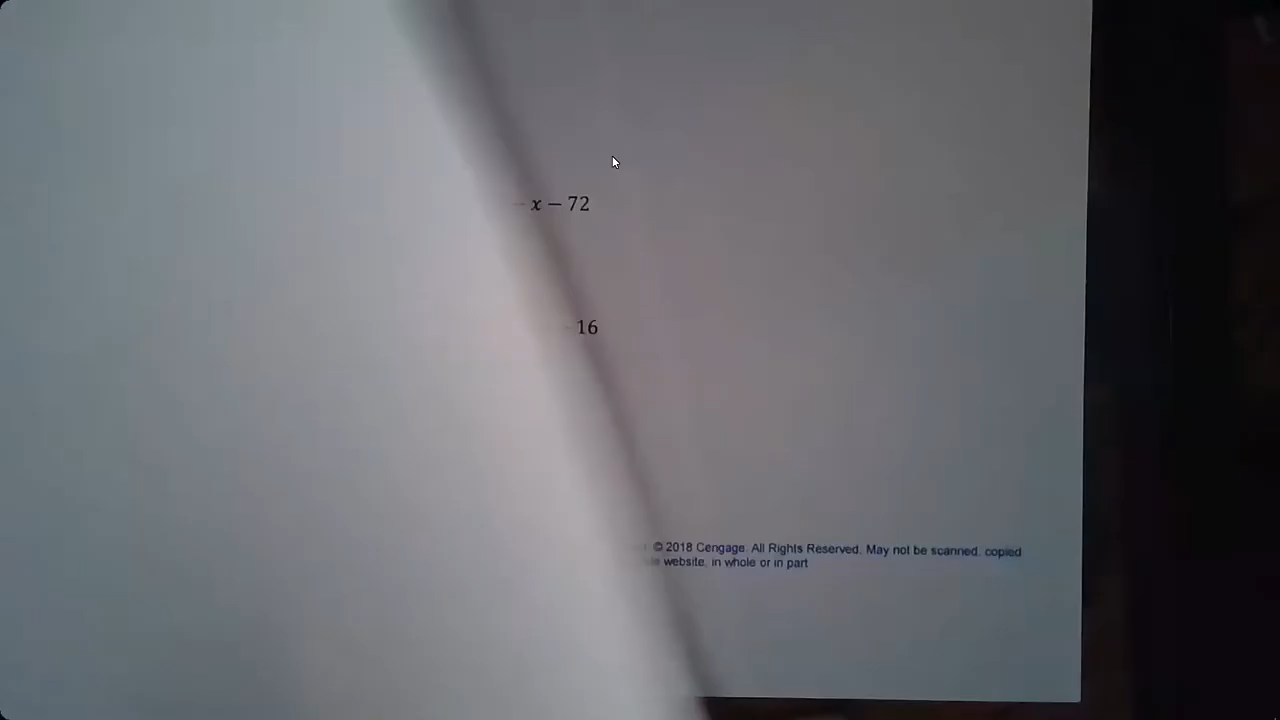 − x − 72
16
© 2018 Cengage. All Rights Reserved. May not be scanned, copied
website, in whole or in part